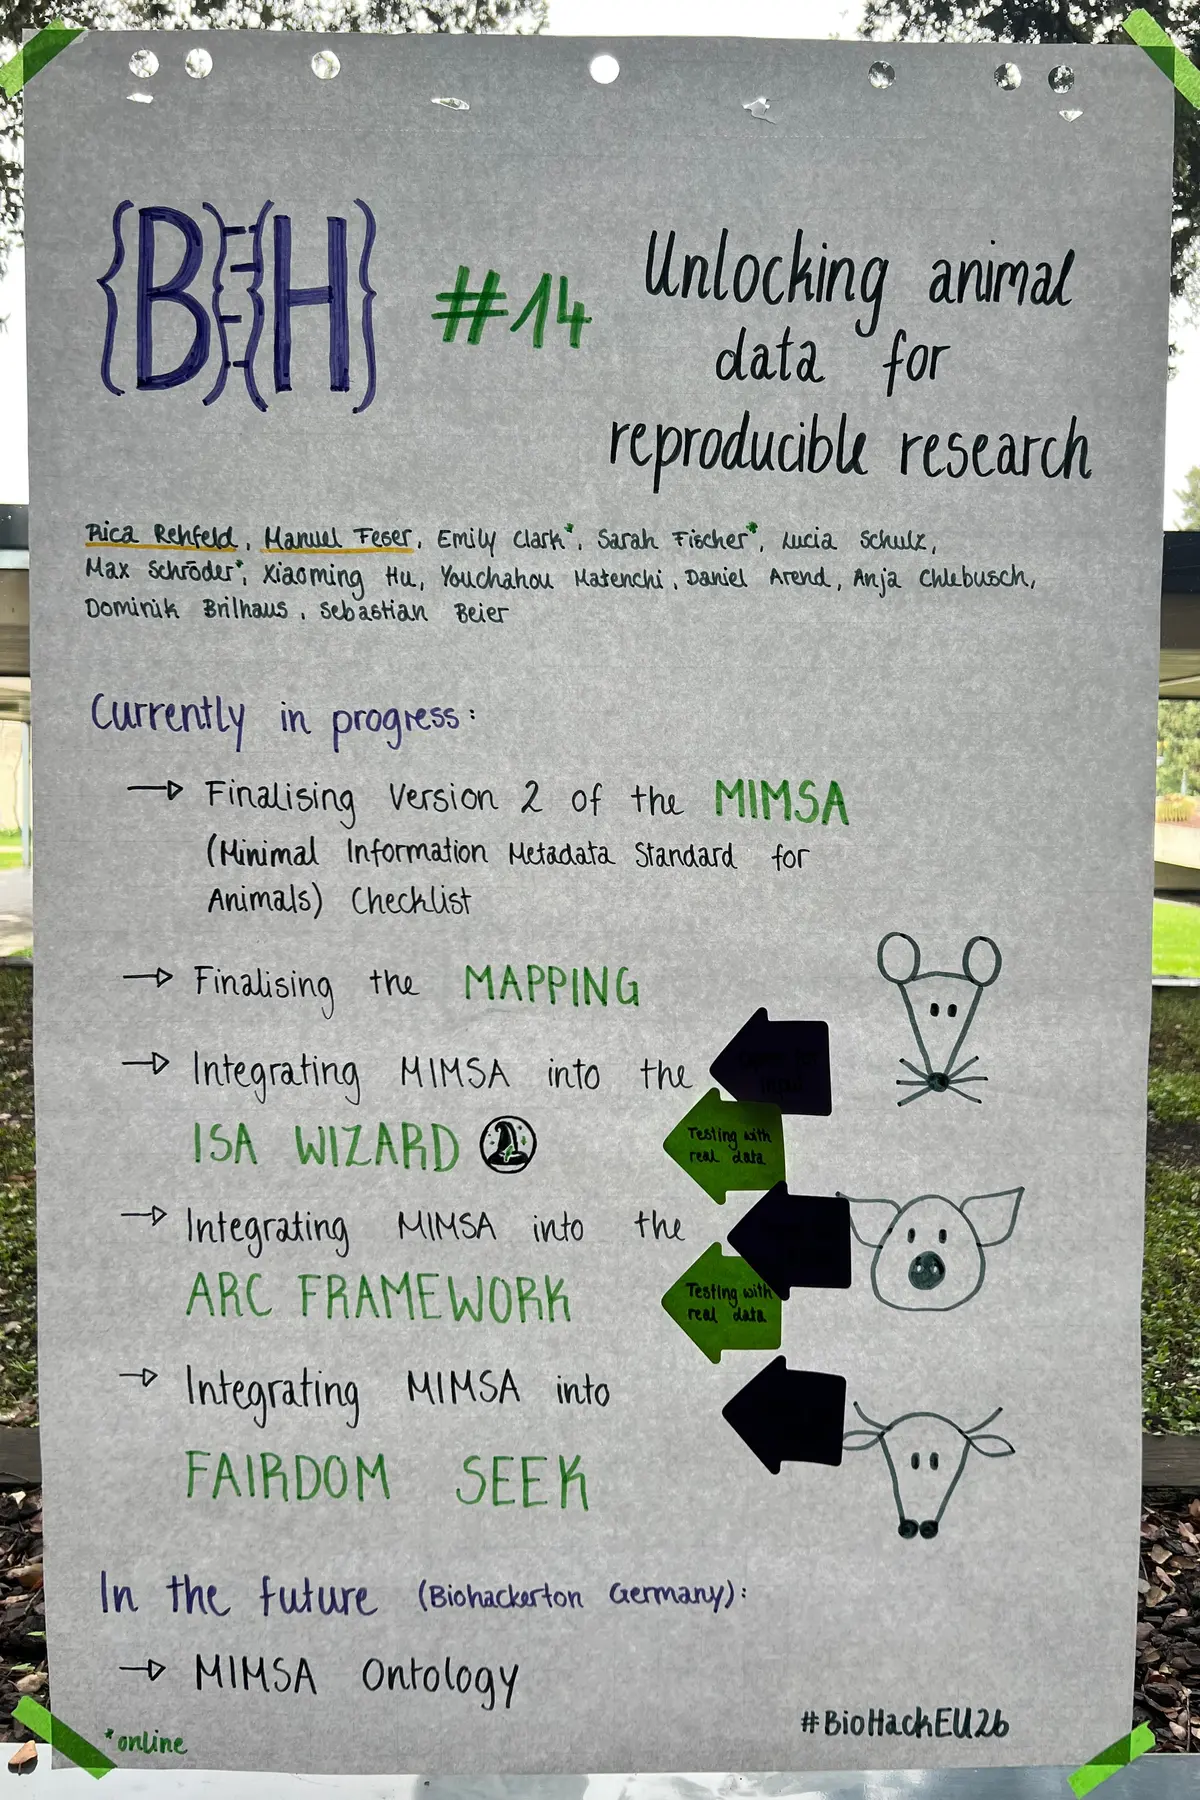 {B}{H}
#14
Unlocking animal
data for
reproducible research
Rica Rehfeld, Manuel Feser, Emily Clark*, Sarah Fischer*, Lucia Schulz,
Max Schröder*, Xiaoming Hu, Youchahou Matenchi, Daniel Arend, Anja Chlebusch,
Dominik Brilhaus, Sebastian Beier
Currently in progress:
→ Finalising Version 2 of the MIMSA
(Minimal Information Metadata Standard for
Animals) Checklist
→ Finalising the MAPPING
→ Integrating MIMSA into the
ISA WIZARD
Testing with
real data
→ Integrating MIMSA into the
ARC FRAMEWORK
Testing with
real data
→ Integrating MIMSA into
FAIRDOM SEEK
In the future (Biohackerton Germany):
→ MIMSA Ontology
#BioHackEU26
*online